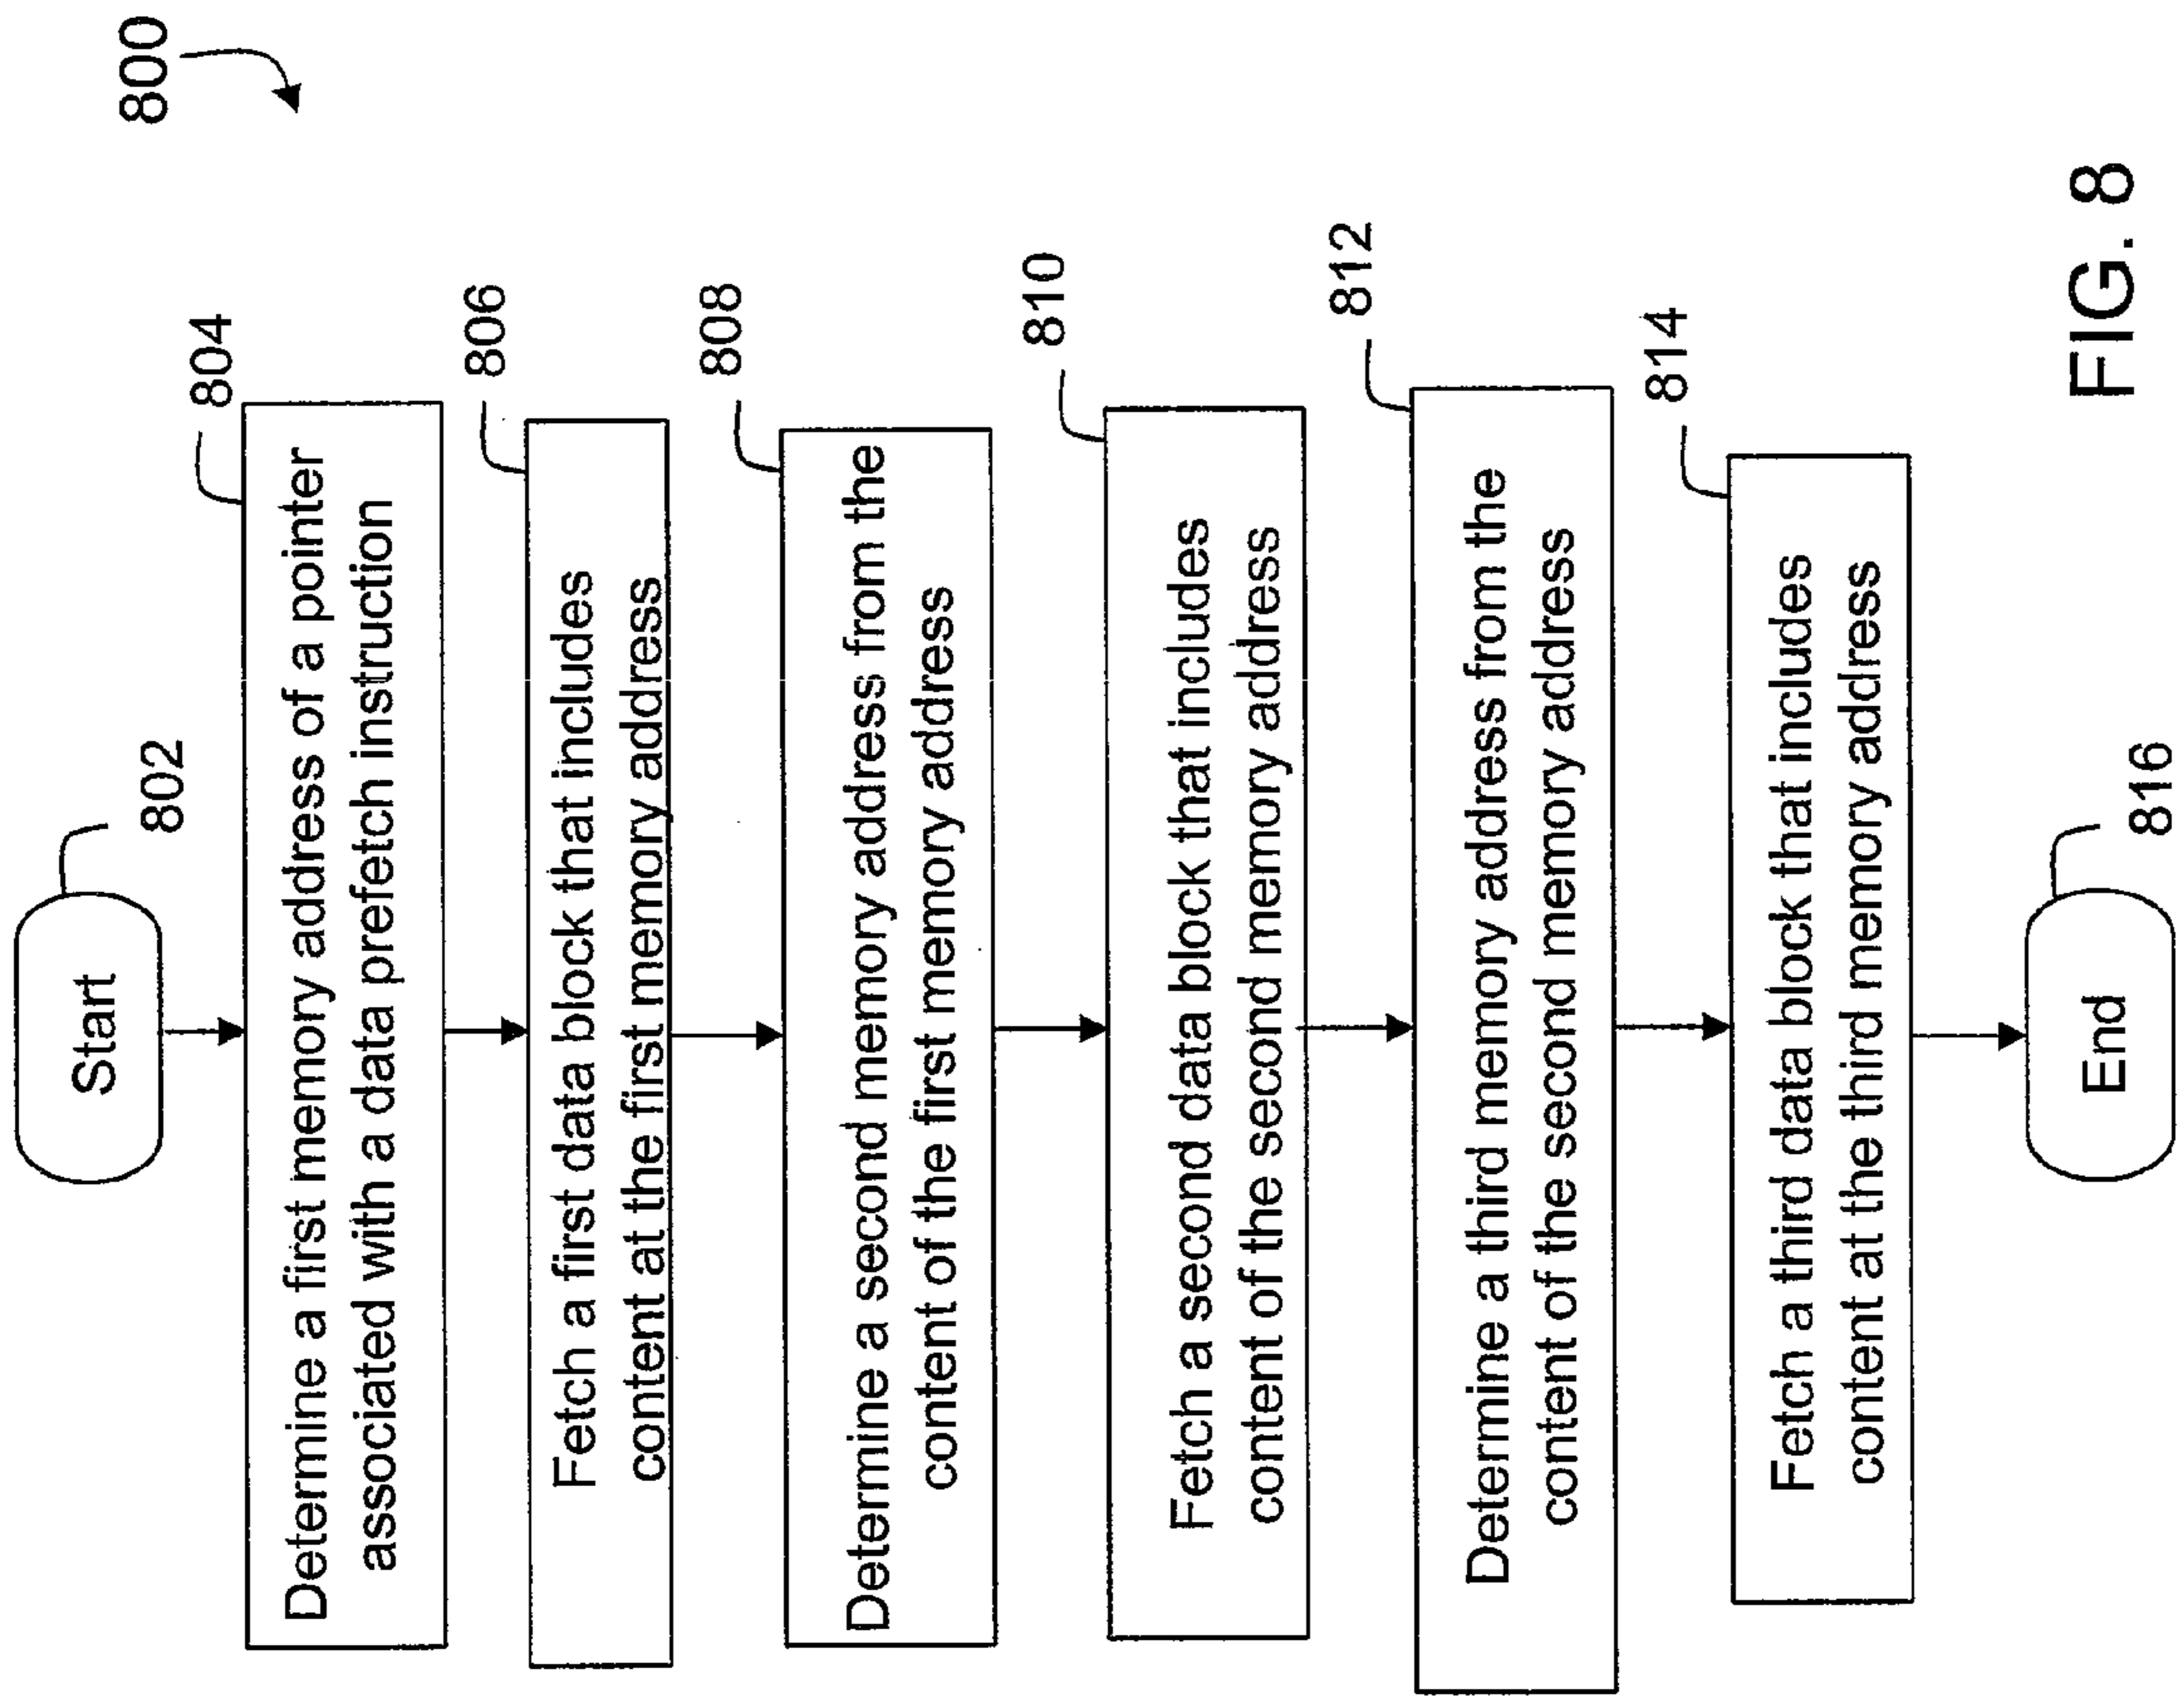 800
Start
802
804
Determine a first memory address of a pointer
associated with a data prefetch instruction
806
Fetch a first data block that includes
content at the first memory address
808
Determine a second memory address from the
content of the first memory address
810
Fetch a second data block that includes
content of the second memory address
812
Determine a third memory address from the
content of the second memory address
814
Fetch a third data block that includes
content at the third memory address
End
816
FIG. 8